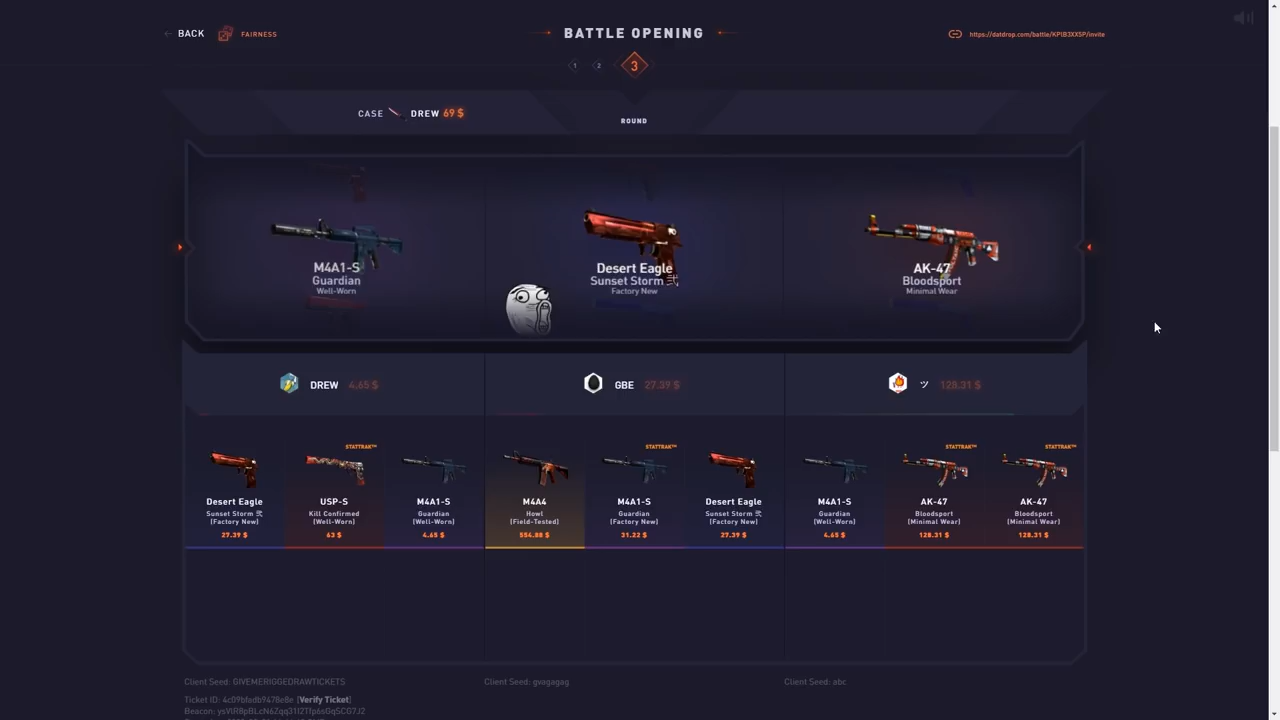 BACK
FAIRNESS
BATTLE OPENING
https://datdrop.com/battle/KPlB3XX5P/invite
1 2 3
CASE DREW 69 $
ROUND
M4A1-S
Guardian
Well-Worn
Desert Eagle
Sunset Storm 弐
Factory New
AK-47
Bloodsport
Minimal Wear
DREW 4.65 $
GBE 27.39 $
ツ 128.31 $
Desert Eagle
Sunset Storm 弐
(Factory New)
27.39 $
STATTRAK™
USP-S
Kill Confirmed
(Well-Worn)
63 $
M4A1-S
Guardian
(Well-Worn)
4.65 $
M4A4
Howl
(Field-Tested)
554.88 $
STATTRAK™
M4A1-S
Guardian
(Factory New)
31.22 $
Desert Eagle
Sunset Storm 弐
(Factory New)
27.39 $
M4A1-S
Guardian
(Well-Worn)
4.65 $
STATTRAK™
AK-47
Bloodsport
(Minimal Wear)
128.31 $
STATTRAK™
AK-47
Bloodsport
(Minimal Wear)
128.31 $
Client Seed: GIVEMERIGGEDRAWTICKETS
Client Seed: gvagagag
Client Seed: abc
Ticket ID: 4c09bfadb9478e8e [Verify Ticket]
Beacon: